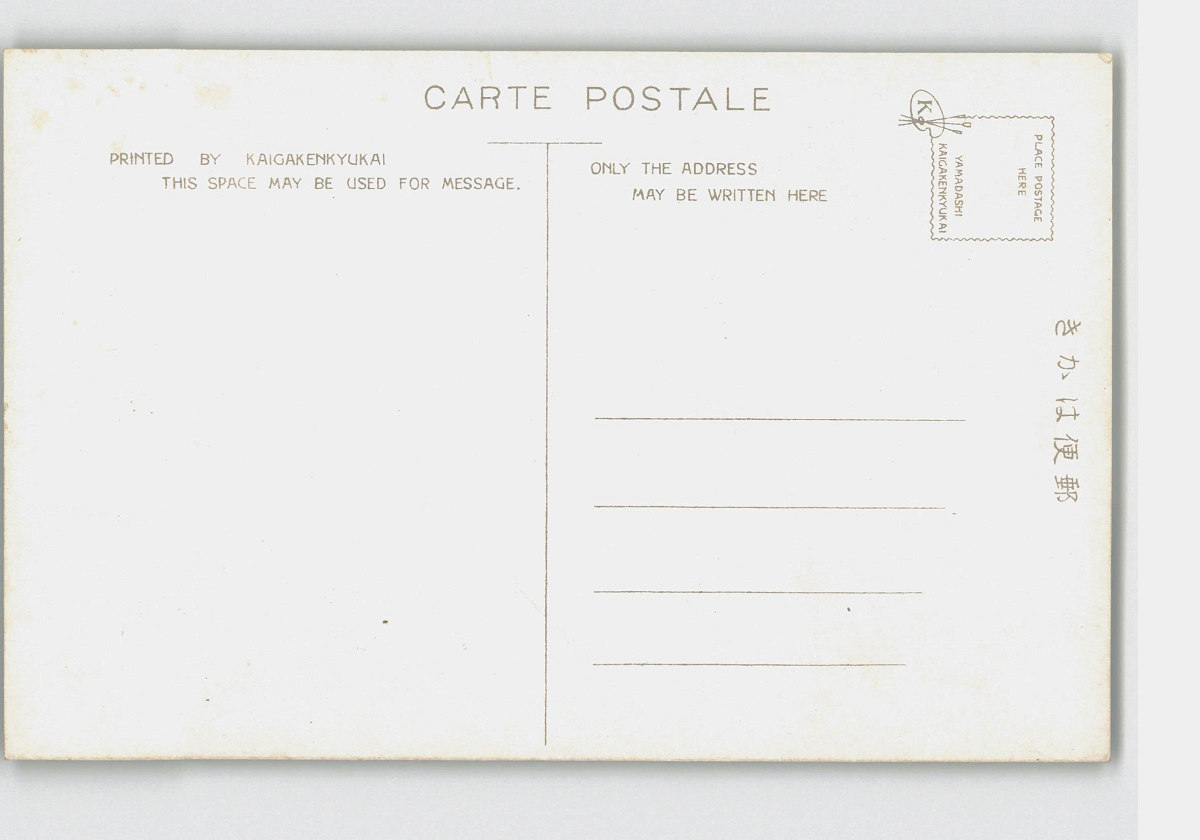 CARTE POSTALE
PRINTED BY KAIGAKENKYUKAI
THIS SPACE MAY BE USED FOR MESSAGE.
ONLY THE ADDRESS
MAY BE WRITTEN HERE
K
PLACE POSTAGE
HERE
YAMADASHI
KAIGAKENKYUKAI
きかは便郵